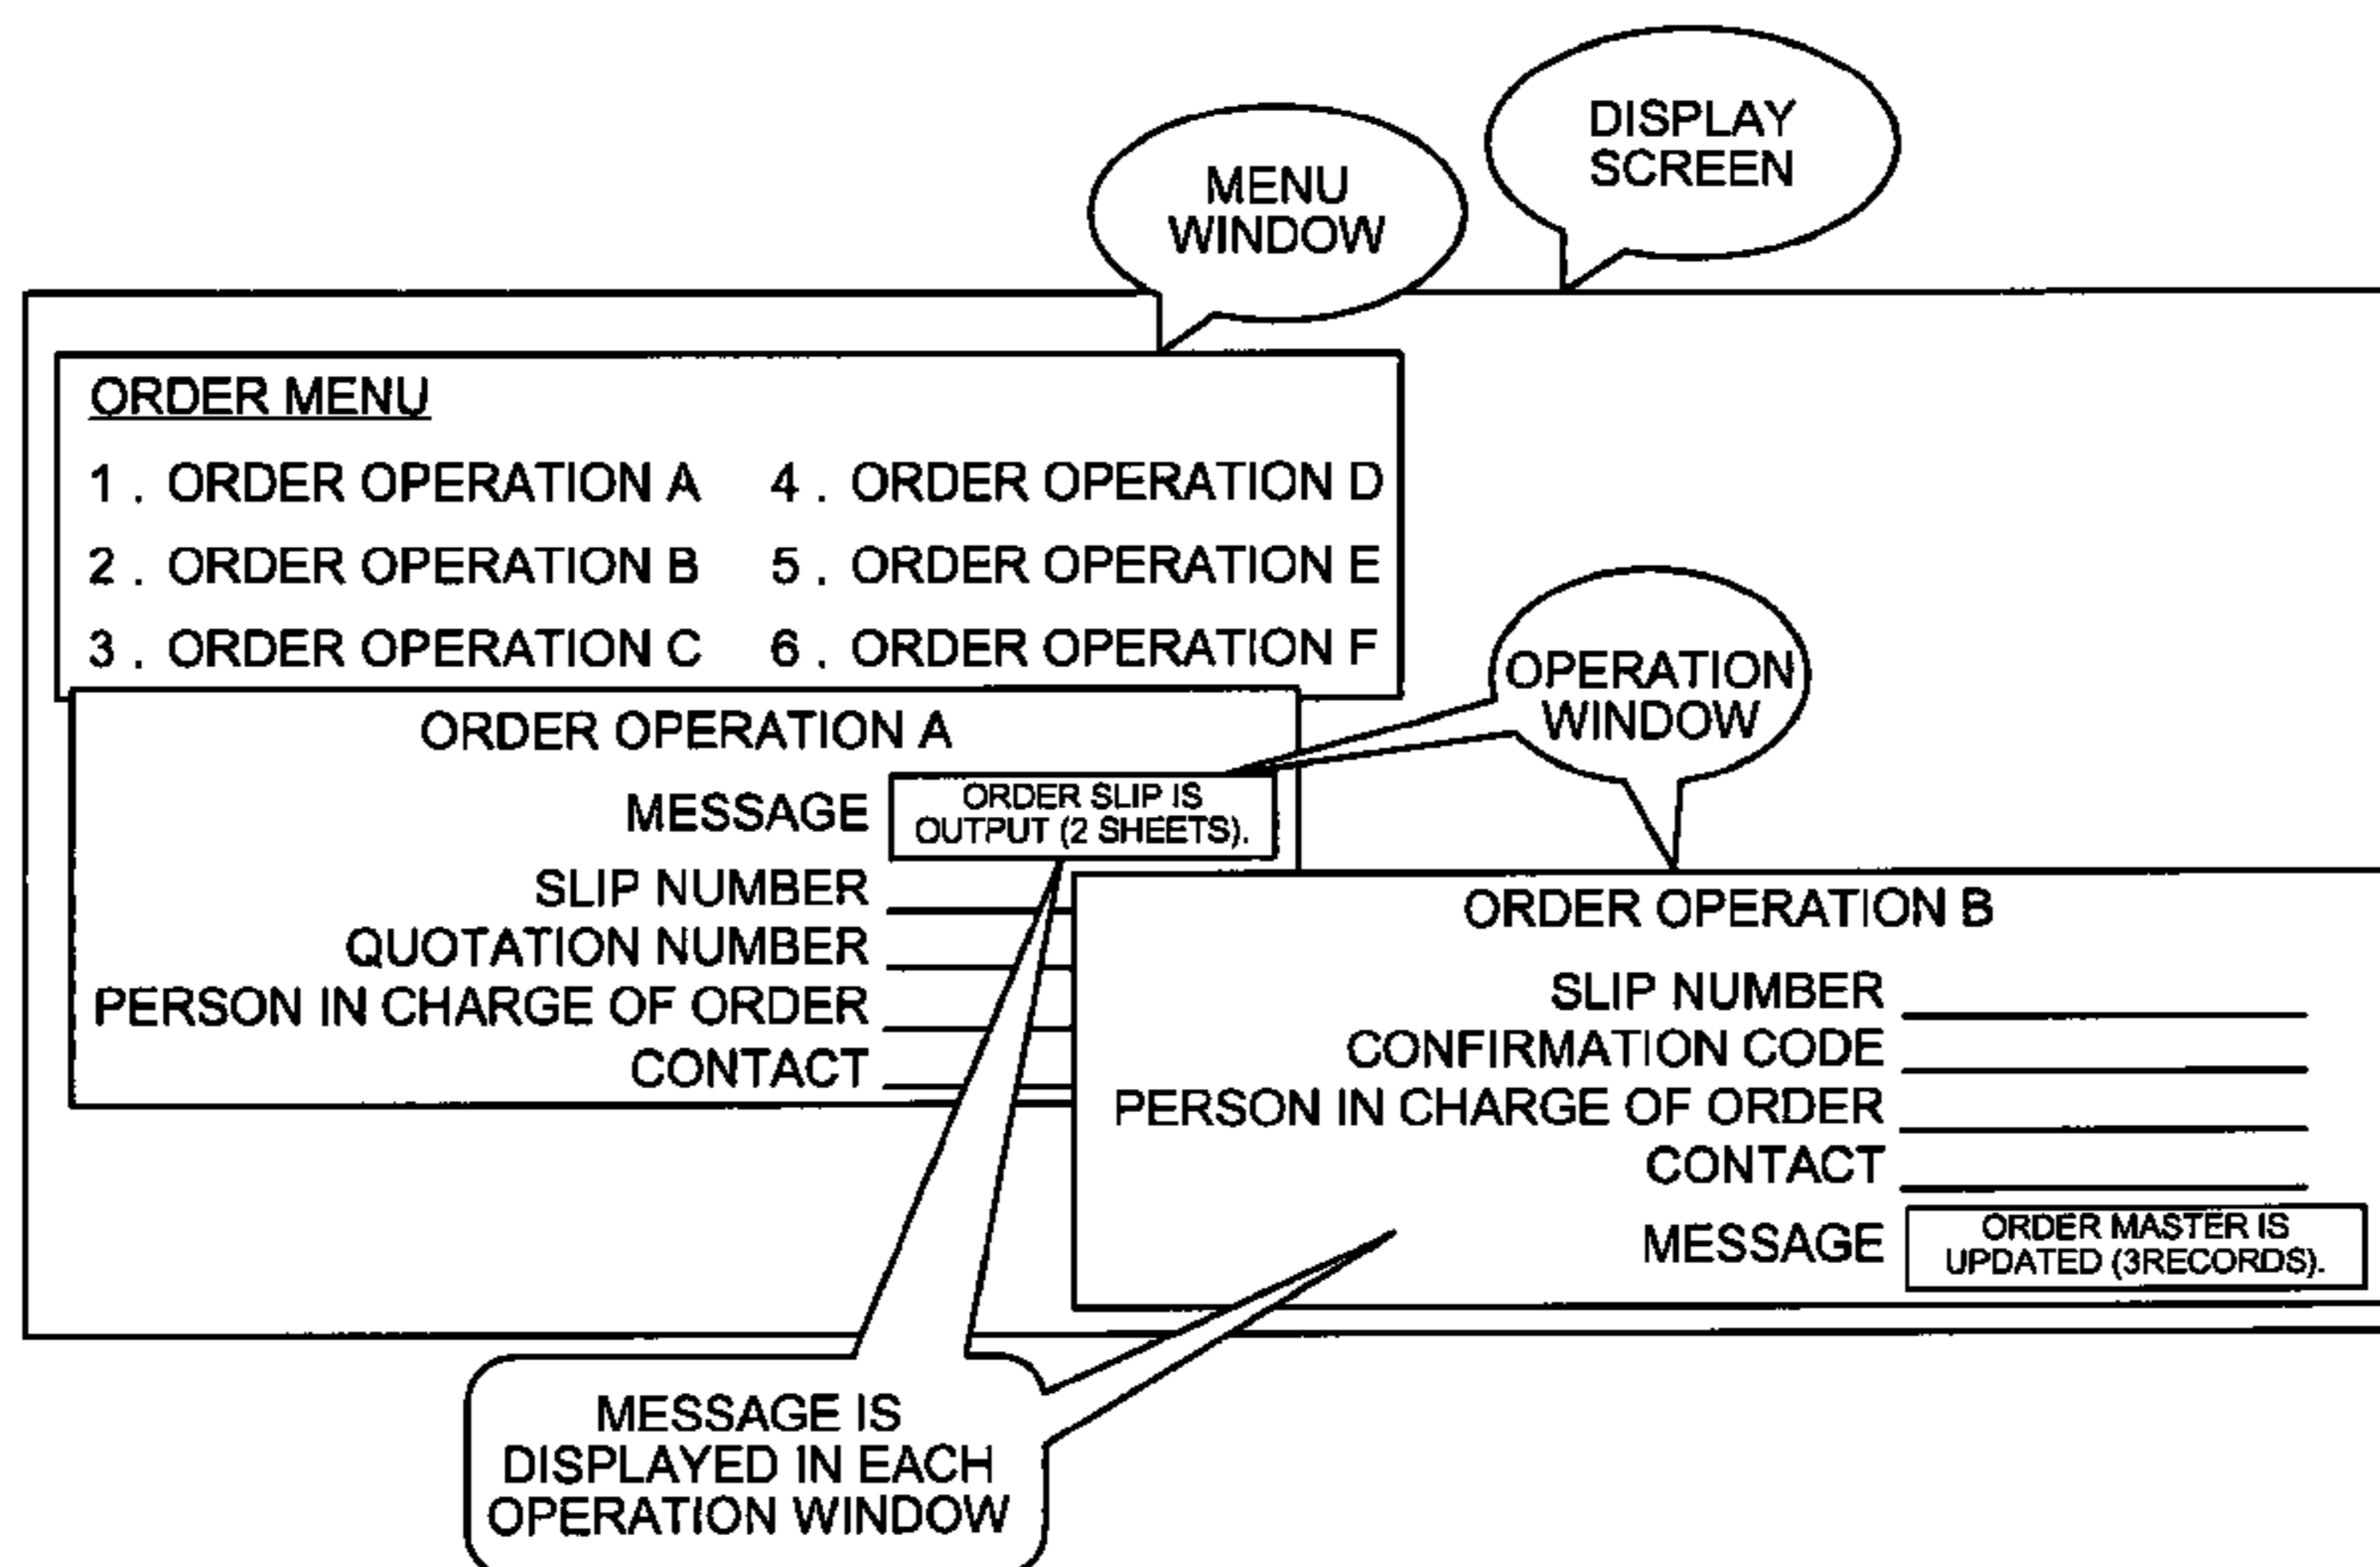 DISPLAY
SCREEN
MENU
WINDOW
ORDER MENU
1 . ORDER OPERATION A 4 . ORDER OPERATION D
2 . ORDER OPERATION B 5 . ORDER OPERATION E
3 . ORDER OPERATION C 6 . ORDER OPERATION F
OPERATION
WINDOW
ORDER OPERATION A
MESSAGE ORDER SLIP IS
OUTPUT (2 SHEETS).
SLIP NUMBER
QUOTATION NUMBER
PERSON IN CHARGE OF ORDER
CONTACT
ORDER OPERATION B
SLIP NUMBER
CONFIRMATION CODE
PERSON IN CHARGE OF ORDER
CONTACT
MESSAGE ORDER MASTER IS
UPDATED (3RECORDS).
MESSAGE IS
DISPLAYED IN EACH
OPERATION WINDOW